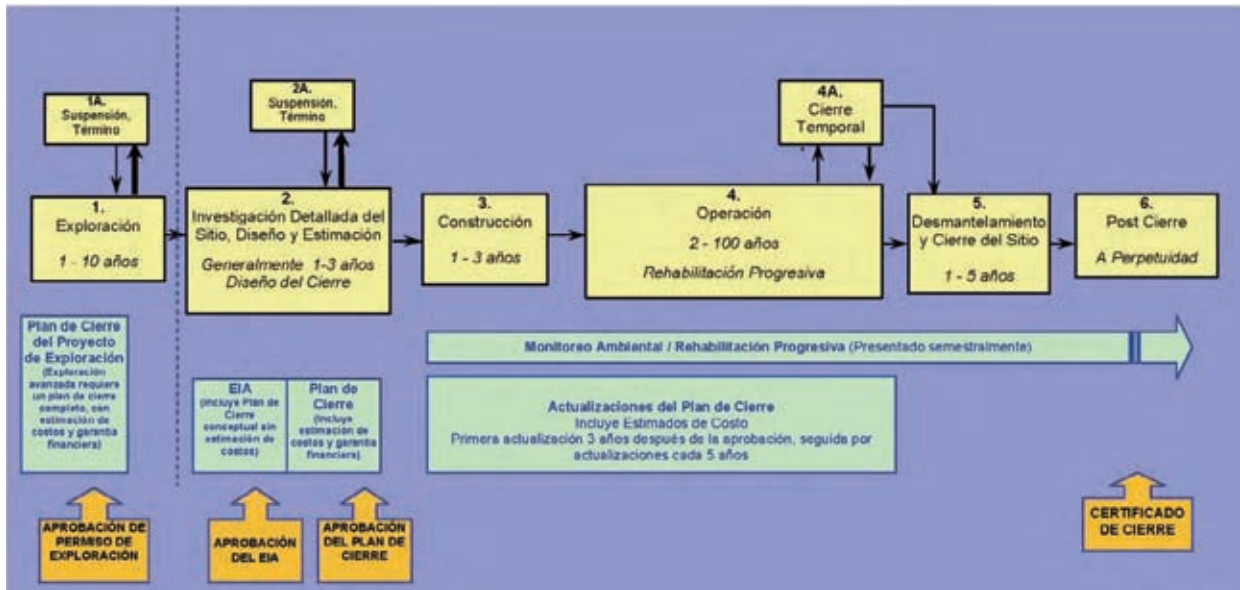 1A.
Suspensión,
Término
2A.
Suspensión,
Término
4A.
Cierre
Temporal
1.
Exploración
1 - 10 años
2.
Investigación Detallada del
Sitio, Diseño y Estimación
Generalmente 1-3 años
Diseño del Cierre
3.
Construcción
1 - 3 años
4.
Operación
2 - 100 años
Rehabilitación Progresiva
5.
Desmantelamiento
y Cierre del Sitio
1 - 5 años
6.
Post Cierre
A Perpetuidad
Plan de Cierre
del Proyecto
de Exploración
(Exploración
avanzada requiere
un plan de cierre
completo, con
estimación de
costos y garantía
financiera)
EIA
(incluye Plan de
Cierre
conceptual sin
estimación de
costos)
Plan de
Cierre
(Incluye
estimación de
costos y garantía
financiera)
Monitoreo Ambiental / Rehabilitación Progresiva (Presentado semestralmente)
Actualizaciones del Plan de Cierre
Incluye Estimados de Costo
Primera actualización 3 años después de la aprobación, seguida por
actualizaciones cada 5 años
APROBACIÓN DE
PERMISO DE
EXPLORACIÓN
APROBACIÓN
DEL EIA
APROBACIÓN
DEL PLAN DE
CIERRE
CERTIFICADO
DE CIERRE